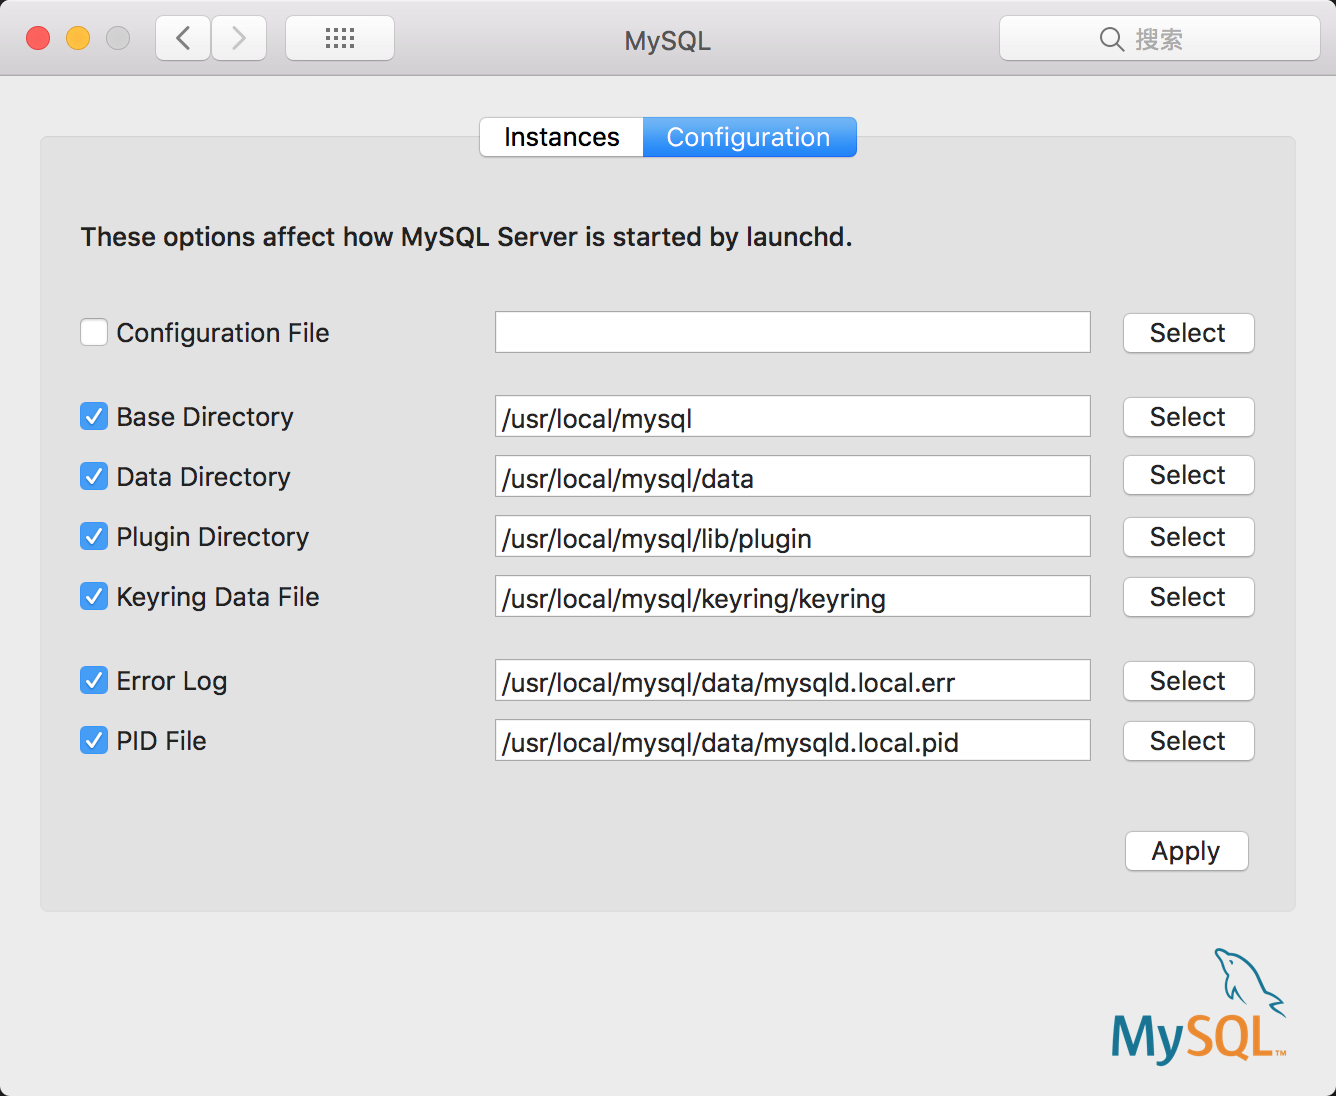 MySQL
搜索
Instances
Configuration
These options affect how MySQL Server is started by launchd.
Configuration File
Select
Base Directory
/usr/local/mysql
Select
Data Directory
/usr/local/mysql/data
Select
Plugin Directory
/usr/local/mysql/lib/plugin
Select
Keyring Data File
/usr/local/mysql/keyring/keyring
Select
Error Log
/usr/local/mysql/data/mysqld.local.err
Select
PID File
/usr/local/mysql/data/mysqld.local.pid
Select
Apply
MySQL™